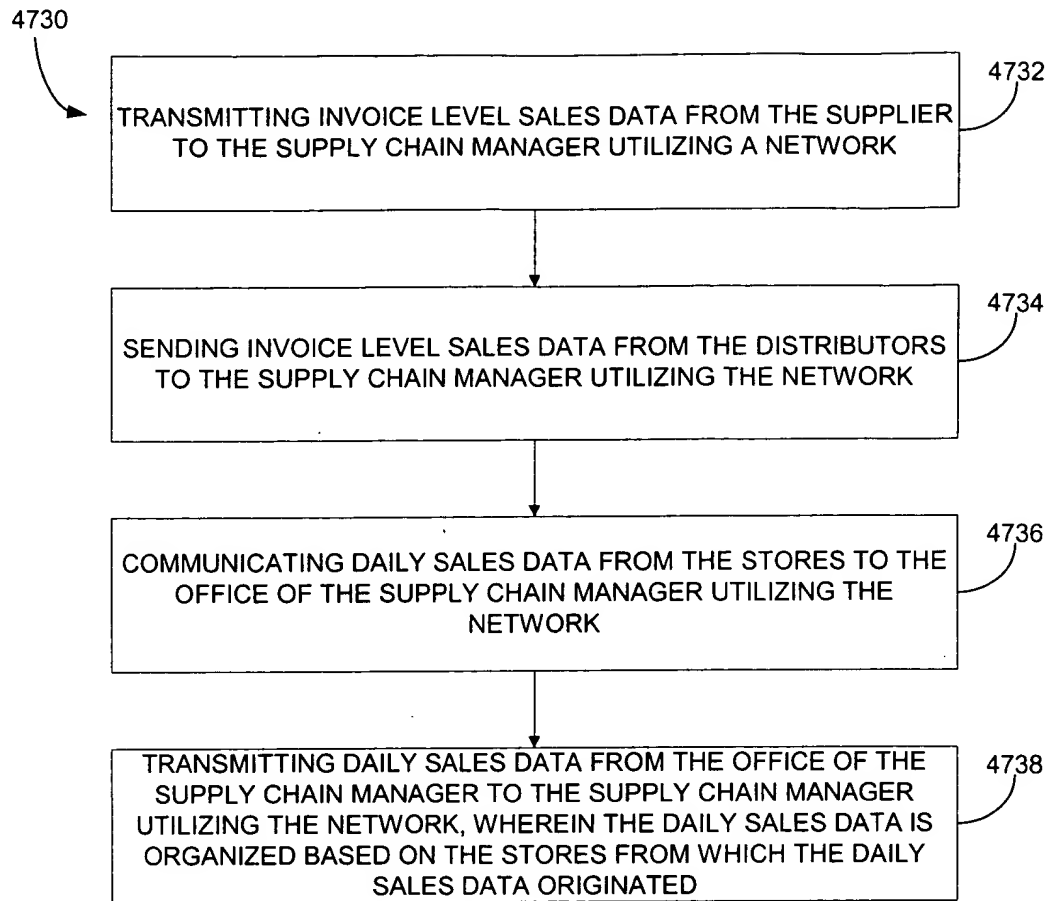 4730
4732
TRANSMITTING INVOICE LEVEL SALES DATA FROM THE SUPPLIER
TO THE SUPPLY CHAIN MANAGER UTILIZING A NETWORK
4734
SENDING INVOICE LEVEL SALES DATA FROM THE DISTRIBUTORS
TO THE SUPPLY CHAIN MANAGER UTILIZING THE NETWORK
4736
COMMUNICATING DAILY SALES DATA FROM THE STORES TO THE
OFFICE OF THE SUPPLY CHAIN MANAGER UTILIZING THE
NETWORK
4738
TRANSMITTING DAILY SALES DATA FROM THE OFFICE OF THE
SUPPLY CHAIN MANAGER TO THE SUPPLY CHAIN MANAGER
UTILIZING THE NETWORK, WHEREIN THE DAILY SALES DATA IS
ORGANIZED BASED ON THE STORES FROM WHICH THE DAILY
SALES DATA ORIGINATED